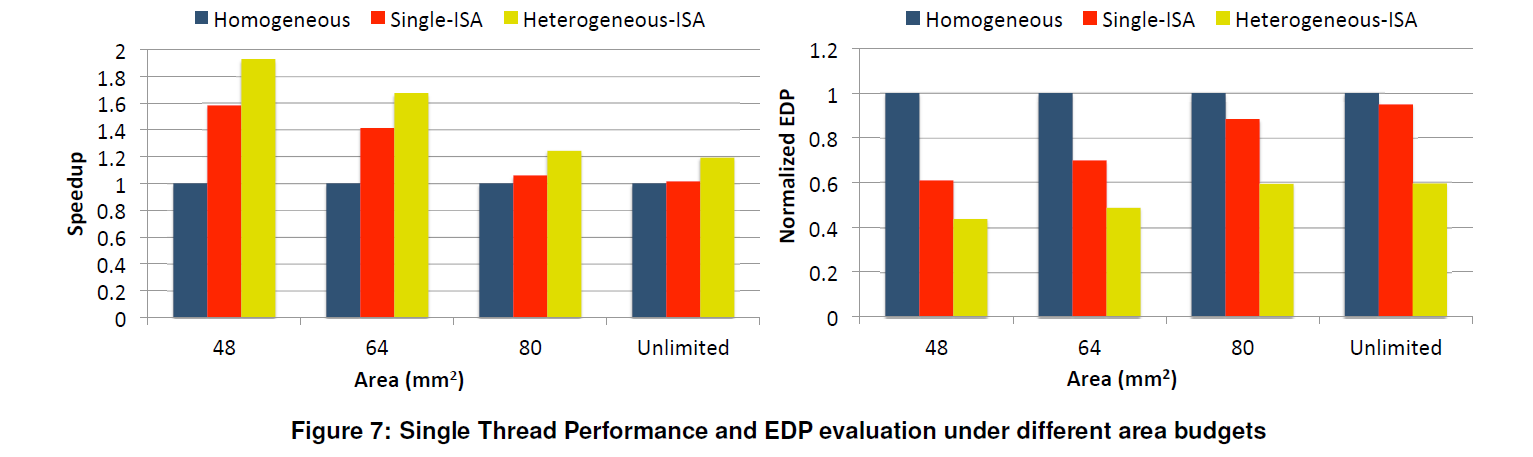 Homogeneous Single-ISA Heterogeneous-ISA
2
1.8
1.6
1.4
1.2
1
0.8
0.6
0.4
0.2
0
Speedup
48 64 80 Unlimited
Area (mm²)
Homogeneous Single-ISA Heterogeneous-ISA
1.2
1
0.8
0.6
0.4
0.2
0
Normalized EDP
48 64 80 Unlimited
Area (mm²)
Figure 7: Single Thread Performance and EDP evaluation under different area budgets